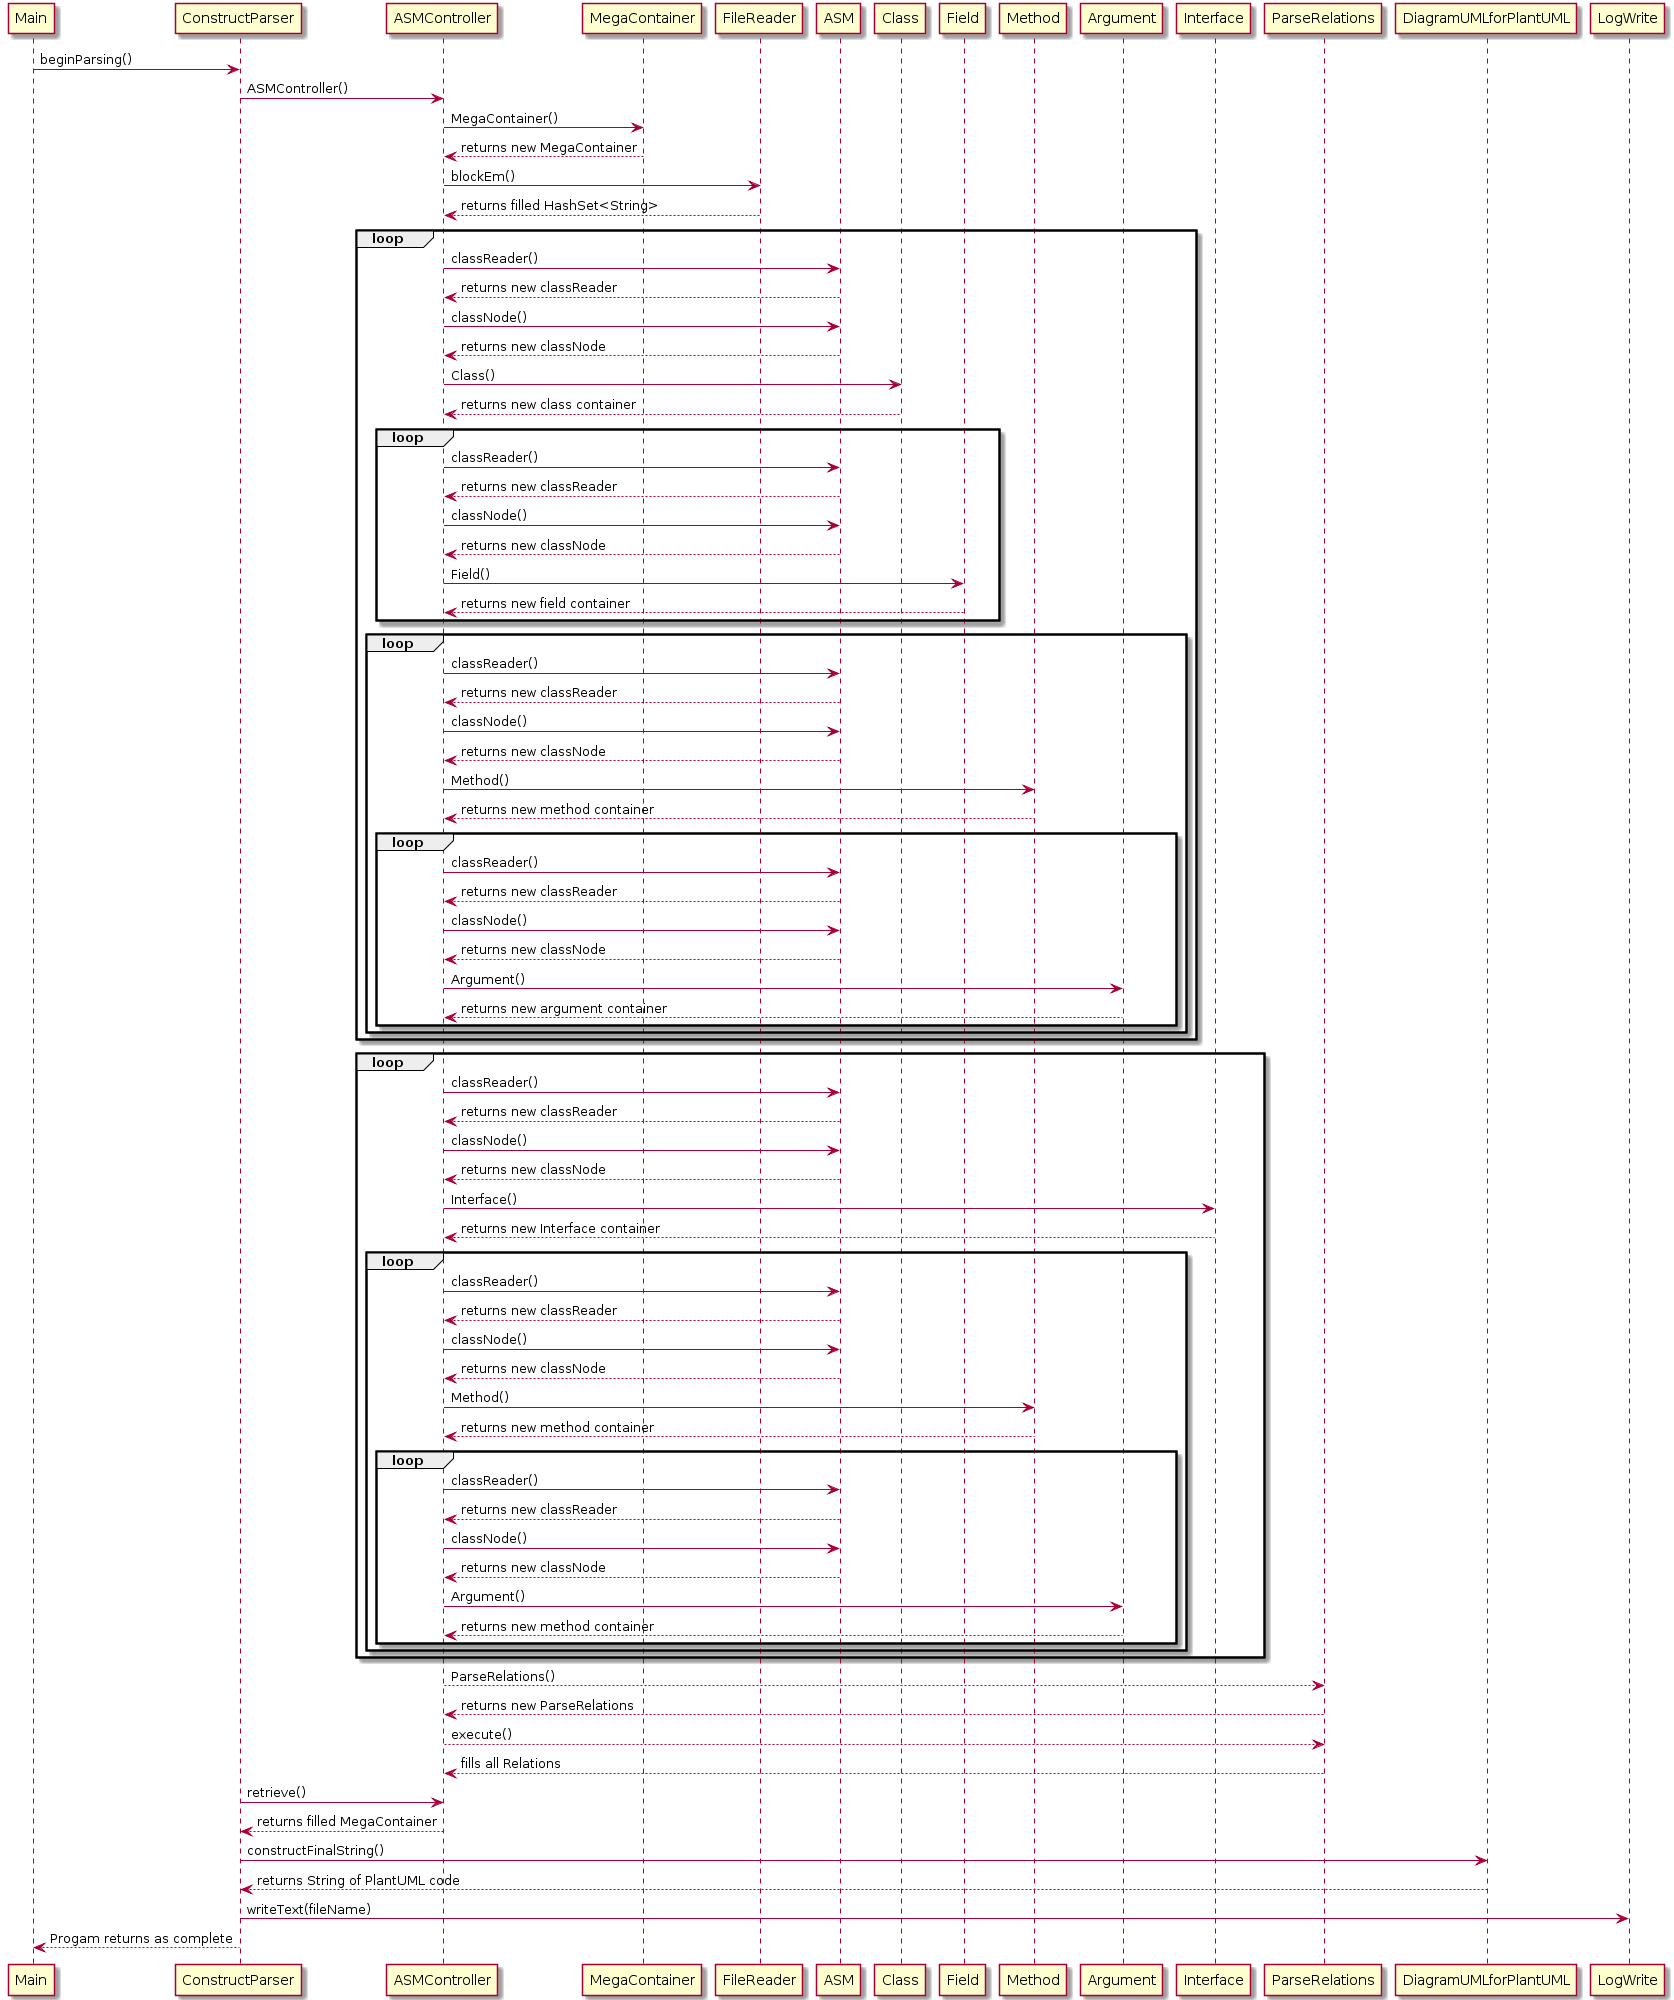 Main ConstructParser ASMController MegaContainer FileReader ASM Class Field Method Argument Interface ParseRelations DiagramUMLforPlantUML LogWrite
beginParsing()
ASMController()
MegaContainer()
returns new MegaContainer
blockEm()
returns filled HashSet<String>
loop
classReader()
returns new classReader
classNode()
returns new classNode
Class()
returns new class container
loop
classReader()
returns new classReader
classNode()
returns new classNode
Field()
returns new field container
loop
classReader()
returns new classReader
classNode()
returns new classNode
Method()
returns new method container
loop
classReader()
returns new classReader
classNode()
returns new classNode
Argument()
returns new argument container
loop
classReader()
returns new classReader
classNode()
returns new classNode
Interface()
returns new Interface container
loop
classReader()
returns new classReader
classNode()
returns new classNode
Method()
returns new method container
loop
classReader()
returns new classReader
classNode()
returns new classNode
Argument()
returns new method container
ParseRelations()
returns new ParseRelations
execute()
fills all Relations
retrieve()
returns filled MegaContainer
constructFinalString()
returns String of PlantUML code
writeText(fileName)
Progam returns as complete
Main ConstructParser ASMController MegaContainer FileReader ASM Class Field Method Argument Interface ParseRelations DiagramUMLforPlantUML LogWrite